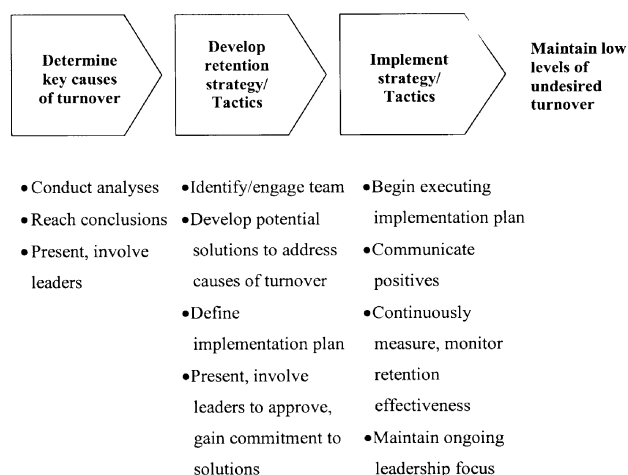 Determine
key causes
of turnover
Develop
retention
strategy/
Tactics
Implement
strategy/
Tactics
Maintain low
levels of
undesired
turnover
• Conduct analyses
• Reach conclusions
• Present, involve
leaders
• Identify/engage team
• Develop potential
solutions to address
causes of turnover
• Define
implementation plan
• Present, involve
leaders to approve,
gain commitment to
solutions
• Begin executing
implementation plan
• Communicate
positives
• Continuously
measure, monitor
retention
effectiveness
• Maintain ongoing
leadership focus